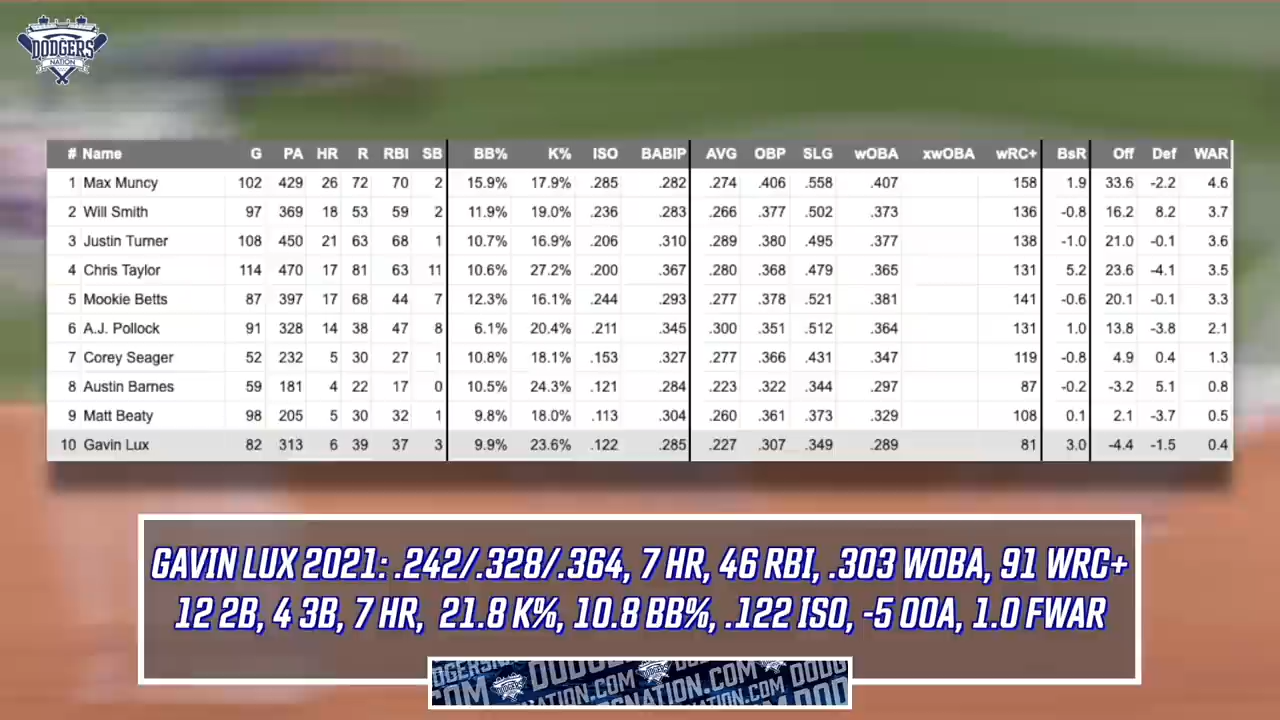 DODGERS
NATION
# Name G PA HR R RBI SB BB% K% ISO BABIP AVG OBP SLG wOBA xwOBA wRC+ BsR Off Def WAR
1 Max Muncy 102 429 26 72 70 2 15.9% 17.9% .285 .282 .274 .406 .558 .407 158 1.9 33.6 -2.2 4.6
2 Will Smith 97 369 18 53 59 2 11.9% 19.0% .236 .283 .266 .377 .502 .373 136 -0.8 16.2 8.2 3.7
3 Justin Turner 108 450 21 63 68 1 10.7% 16.9% .206 .310 .289 .380 .495 .377 138 -1.0 21.0 -0.1 3.6
4 Chris Taylor 114 470 17 81 63 11 10.6% 27.2% .200 .367 .280 .368 .479 .365 131 5.2 23.6 -4.1 3.5
5 Mookie Betts 87 397 17 68 44 7 12.3% 16.1% .244 .293 .277 .378 .521 .381 141 -0.6 20.1 -0.1 3.3
6 A.J. Pollock 91 328 14 38 47 8 6.1% 20.4% .211 .345 .300 .351 .512 .364 131 1.0 13.8 -3.8 2.1
7 Corey Seager 52 232 5 30 27 1 10.8% 18.1% .153 .327 .277 .366 .431 .347 119 -0.8 4.9 0.4 1.3
8 Austin Barnes 59 181 4 22 17 0 10.5% 24.3% .121 .284 .223 .322 .344 .297 87 -0.2 -3.2 5.1 0.8
9 Matt Beaty 98 205 5 30 32 1 9.8% 18.0% .113 .304 .260 .361 .373 .329 108 0.1 2.1 -3.7 0.5
10 Gavin Lux 82 313 6 39 37 3 9.9% 23.6% .122 .285 .227 .307 .349 .289 81 3.0 -4.4 -1.5 0.4
GAVIN LUX 2021: .242/.328/.364, 7 HR, 46 RBI, .303 WOBA, 91 WRC+
12 2B, 4 3B, 7 HR, 21.8 K%, 10.8 BB%, .122 ISO, -5 OOA, 1.0 FWAR